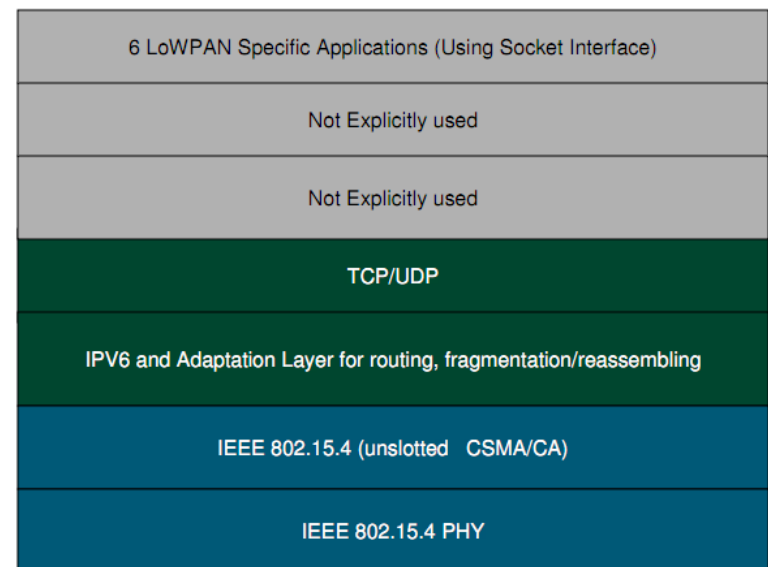 6 LoWPAN Specific Applications (Using Socket Interface)
Not Explicitly used
Not Explicitly used
TCP/UDP
IPV6 and Adaptation Layer for routing, fragmentation/reassembling
IEEE 802.15.4 (unslotted CSMA/CA)
IEEE 802.15.4 PHY